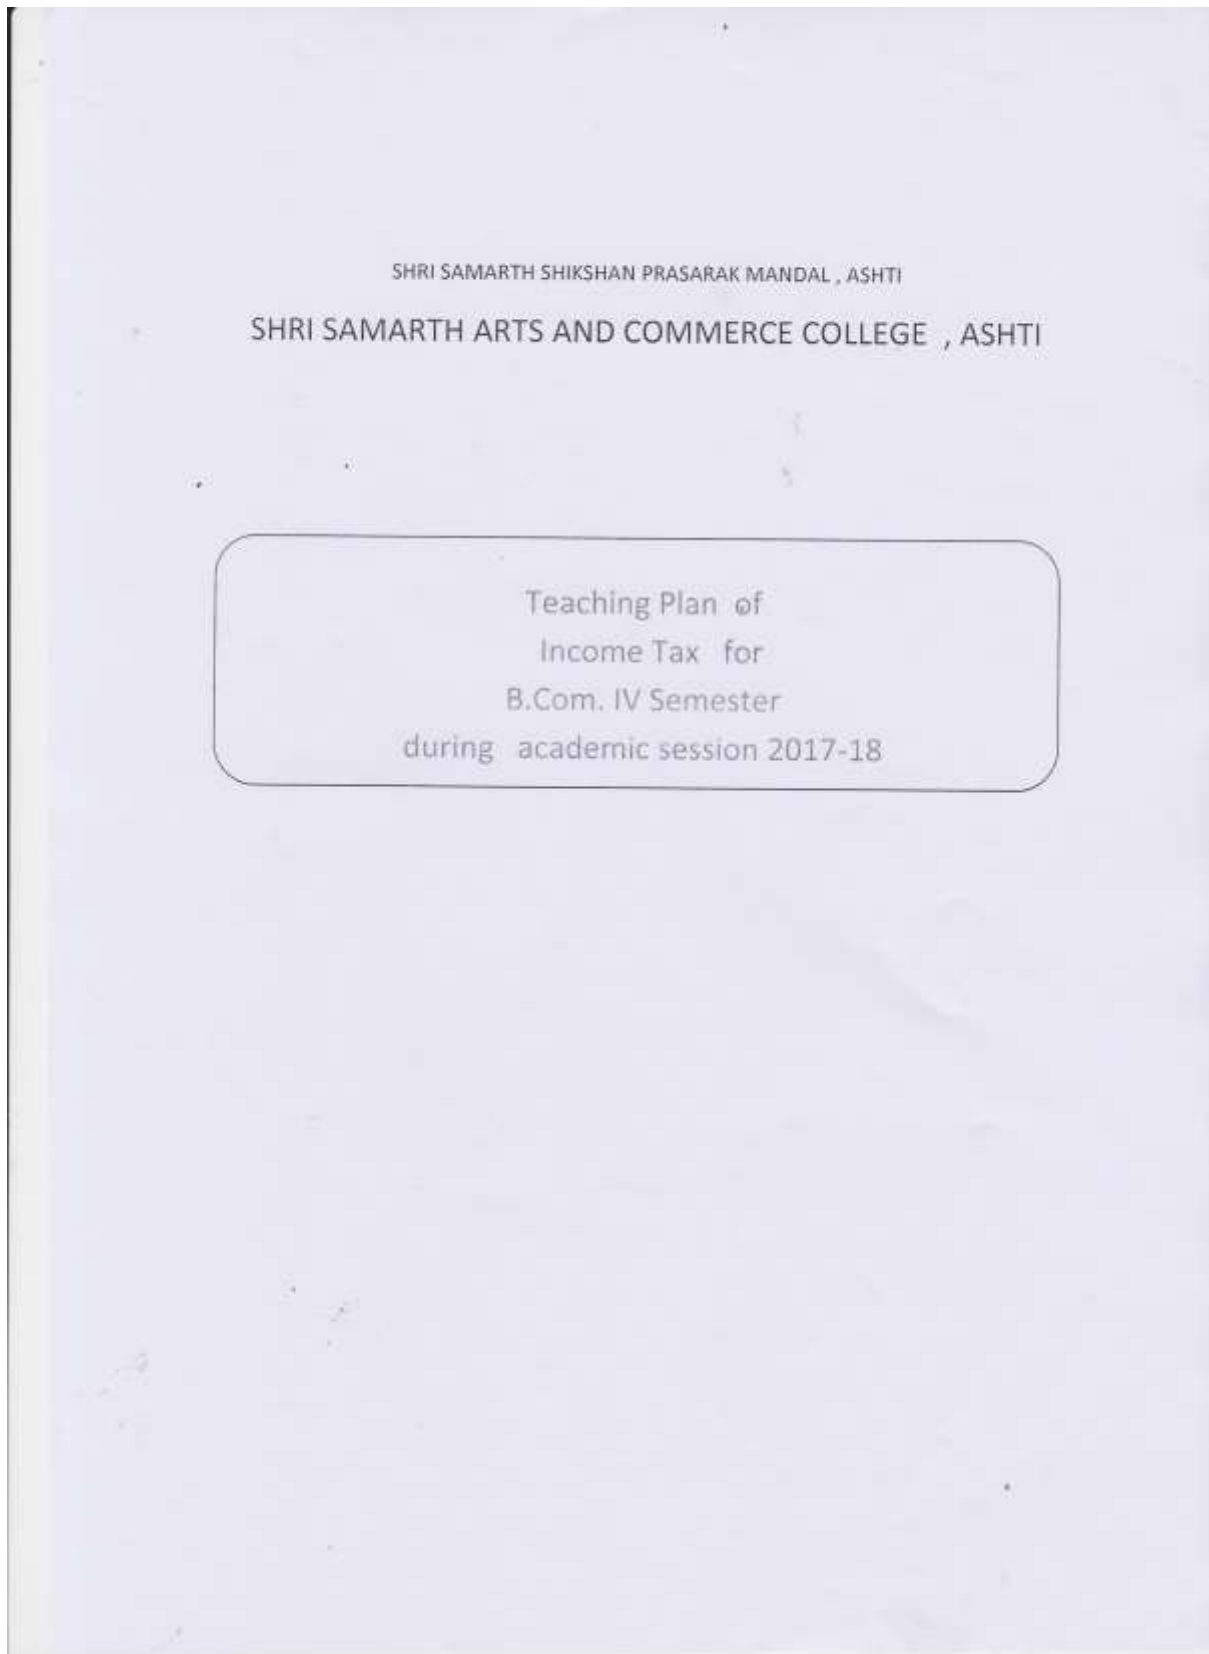 SHRI SAMARTH SHIKSHAN PRASARAK MANDAL , ASHTI
SHRI SAMARTH ARTS AND COMMERCE COLLEGE , ASHTI
Teaching Plan of
Income Tax for
B.Com. IV Semester
during academic session 2017-18